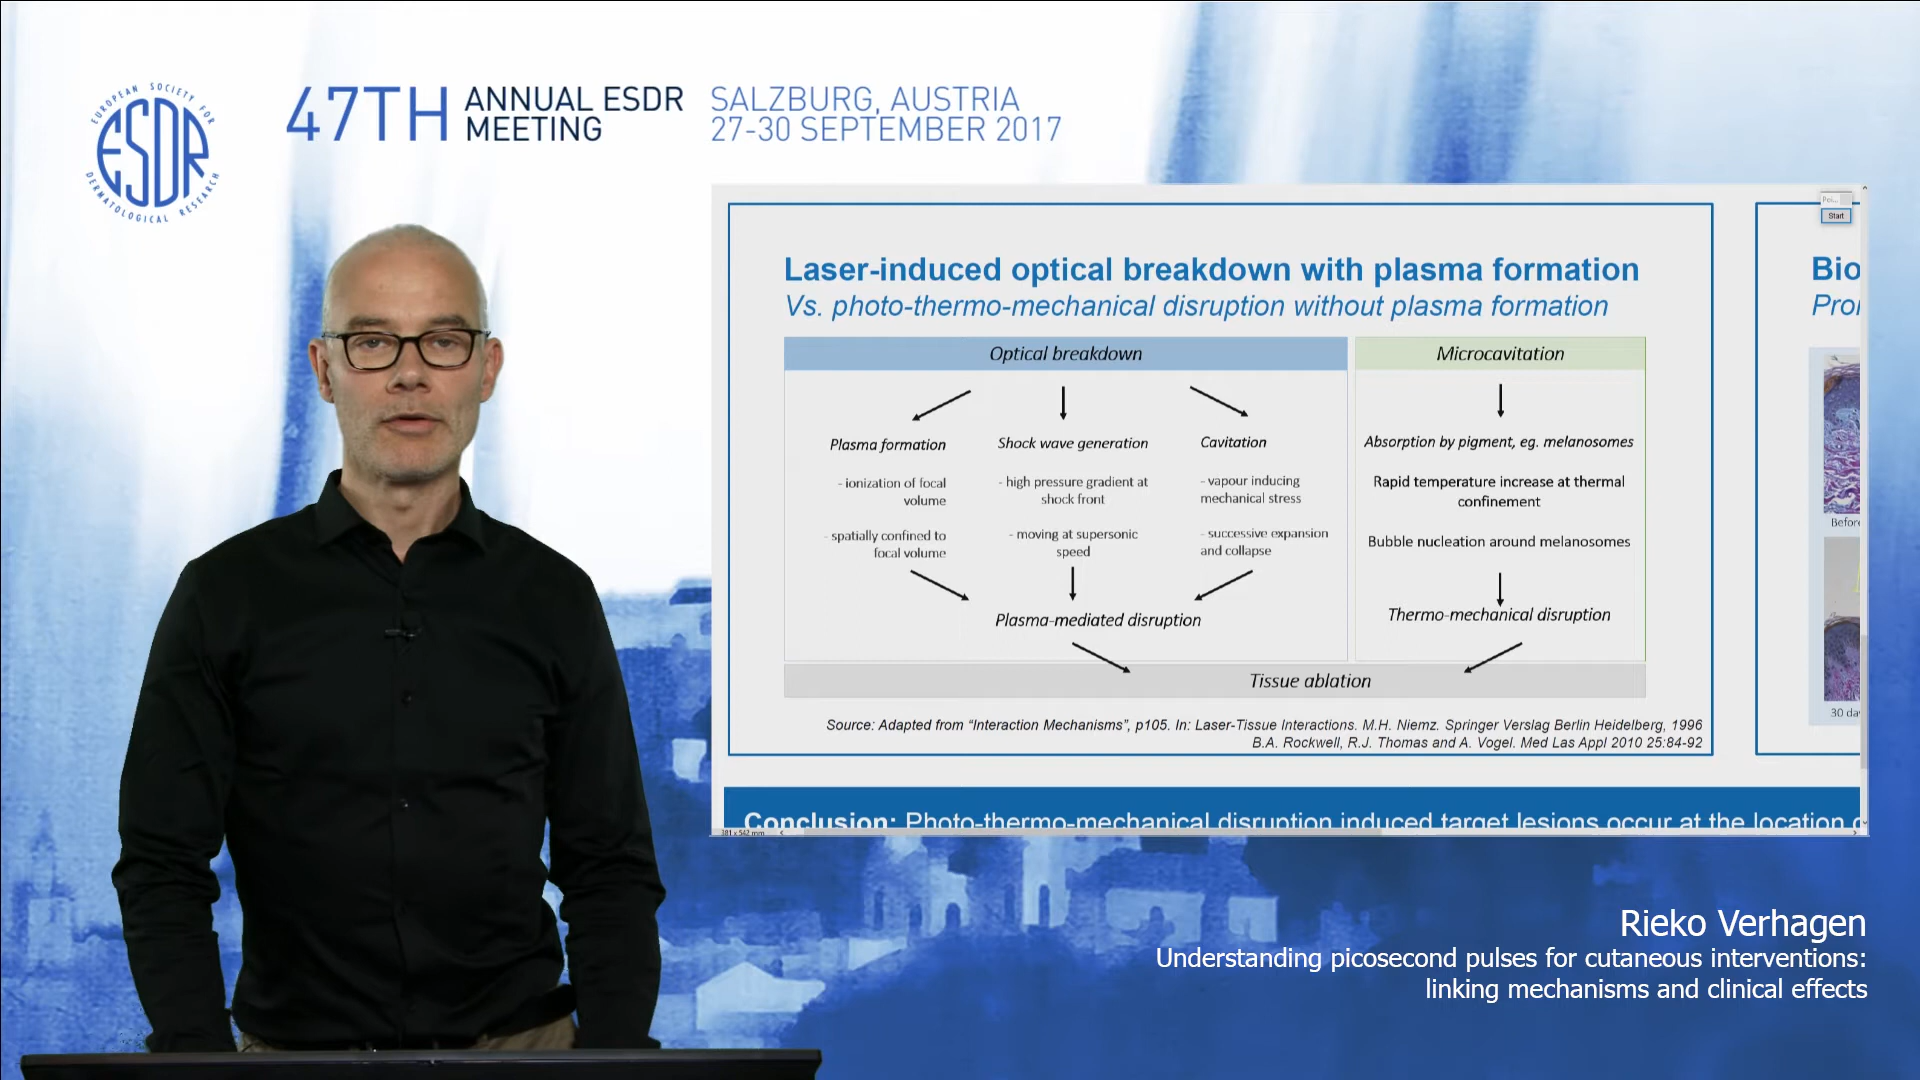 EUROPEAN SOCIETY FOR
ESDR
DERMATOLOGICAL RESEARCH
47TH ANNUAL ESDR MEETING
SALZBURG, AUSTRIA
27-30 SEPTEMBER 2017
Start
Laser-induced optical breakdown with plasma formation
Vs. photo-thermo-mechanical disruption without plasma formation
Optical breakdown
Plasma formation
- ionization of focal
volume
- spatially confined to
focal volume
Shock wave generation
- high pressure gradient at
shock front
- moving at supersonic
speed
Cavitation
- vapour inducing
mechanical stress
- successive expansion
and collapse
Plasma-mediated disruption
Microcavitation
Absorption by pigment, eg. melanosomes
Rapid temperature increase at thermal
confinement
Bubble nucleation around melanosomes
Thermo-mechanical disruption
Tissue ablation
Source: Adapted from “Interaction Mechanisms”, p105. In: Laser-Tissue Interactions. M.H. Niemz. Springer Verslag Berlin Heidelberg, 1996
B.A. Rockwell, R.J. Thomas and A. Vogel. Med Las Appl 2010 25:84-92
Bio
Pro
Before
30 da
Conclusion: Photo-thermo-mechanical disruption induced target lesions occur at the location
381 x 542 mm
Rieko Verhagen
Understanding picosecond pulses for cutaneous interventions:
linking mechanisms and clinical effects